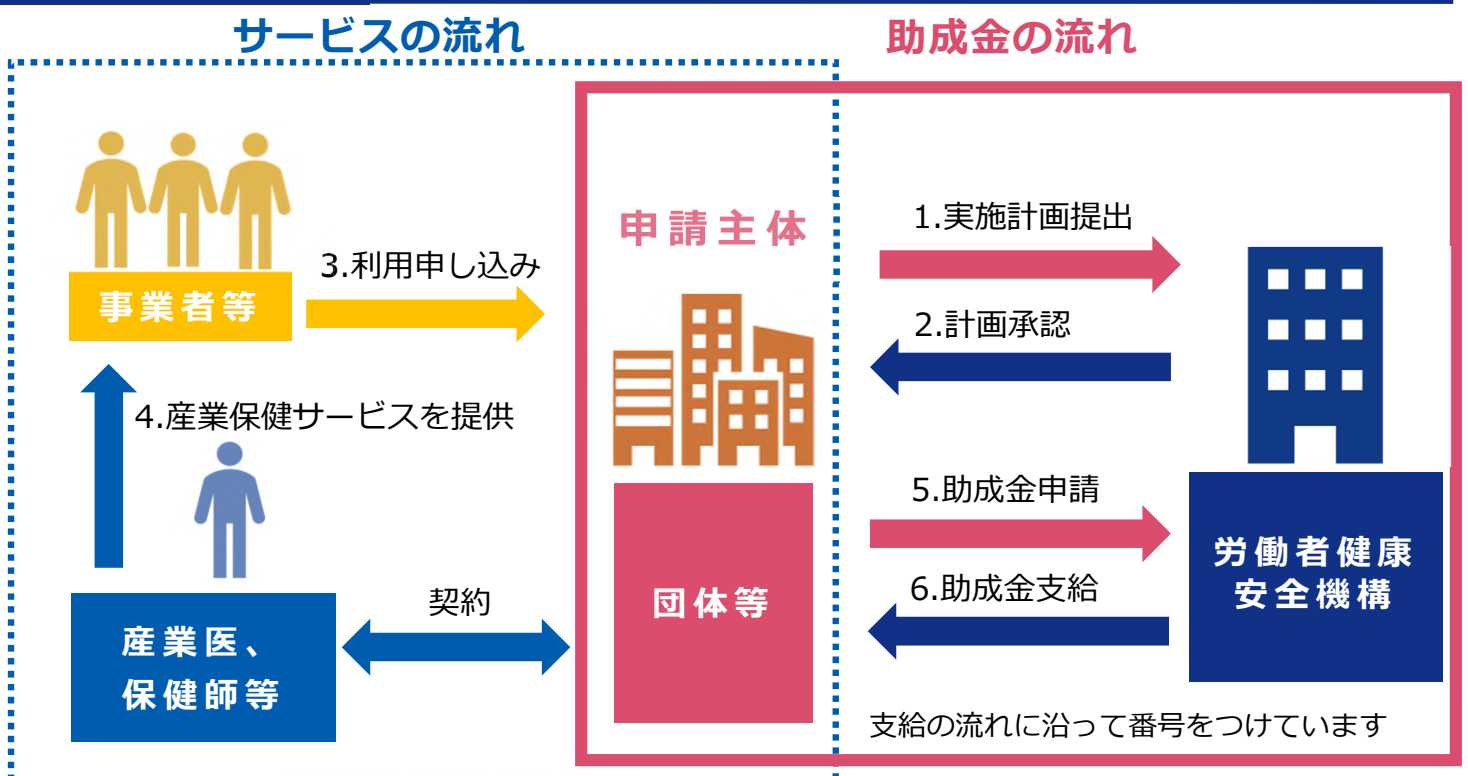 サービスの流れ
助成金の流れ
申請主体
1.実施計画提出
3.利用申し込み
事業者等
2.計画承認
4.産業保健サービスを提供
5.助成金申請
労働者健康
安全機構
6.助成金支給
契約
団体等
産業医、
保健師等
支給の流れに沿って番号をつけています